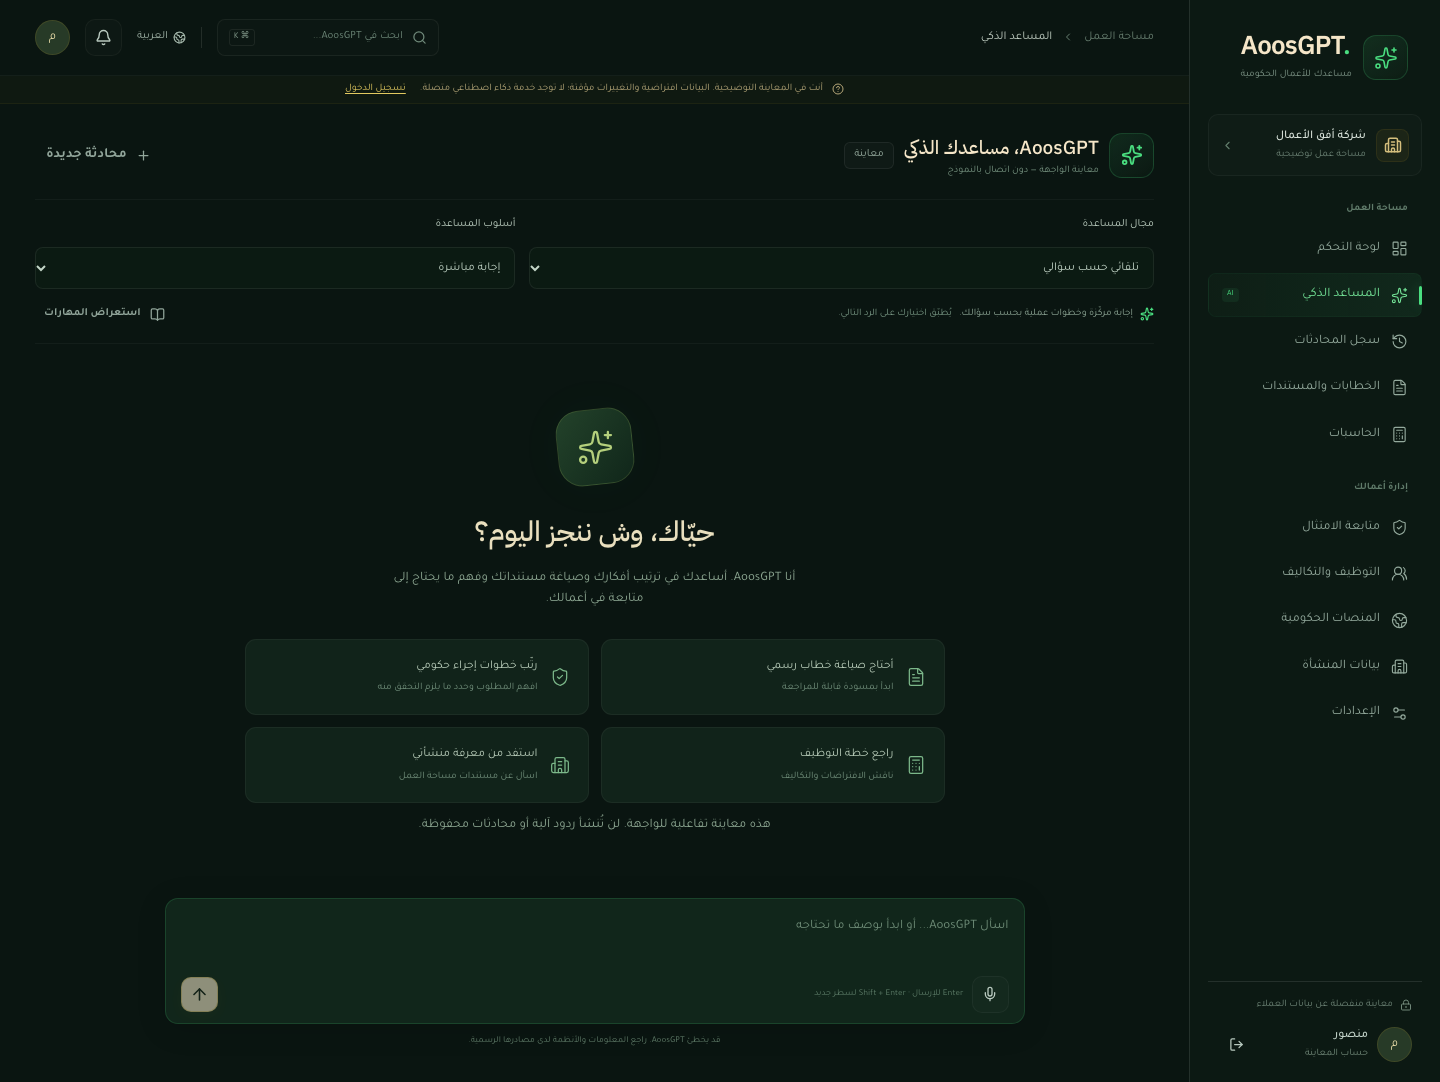 AoosGPT.
مساعدك للأعمال الحكومية
شركة أفق الأعمال
مساحة عمل توضيحية
مساحة العمل
لوحة التحكم
المساعد الذكي
AI
سجل المحادثات
الخطابات والمستندات
الحاسبات
إدارة أعمالك
متابعة الامتثال
التوظيف والتكاليف
المنصات الحكومية
بيانات المنشأة
الإعدادات
معاينة منفصلة عن بيانات العملاء
م
منصور
حساب المعاينة
مساحة العمل
المساعد الذكي
ابحث في AoosGPT...
⌘ K
العربية
م
أنت في المعاينة التوضيحية. البيانات افتراضية والتغييرات مؤقتة؛ لا توجد خدمة ذكاء اصطناعي متصلة. تسجيل الدخول
AoosGPT، مساعدك الذكي
معاينة
معاينة الواجهة — دون اتصال بالنموذج
محادثة جديدة
مجال المساعدة
أسلوب المساعدة
تلقائي حسب سؤالي
إجابة مباشرة
إجابة مركّزة وخطوات عملية بحسب سؤالك. يُطبّق اختيارك على الرد التالي.
استعراض المهارات
حيّاك، وش ننجز اليوم؟
أنا AoosGPT. أساعدك في ترتيب أفكارك وصياغة مستنداتك وفهم ما يحتاج إلى
متابعة في أعمالك.
أحتاج صياغة خطاب رسمي
ابدأ بمسودة قابلة للمراجعة
رتّب خطوات إجراء حكومي
افهم المطلوب وحدد ما يلزم التحقق منه
راجع خطة التوظيف
ناقش الافتراضات والتكاليف
استفد من معرفة منشأتي
اسأل عن مستندات مساحة العمل
هذه معاينة تفاعلية للواجهة. لن تُنشأ ردود آلية أو محادثات محفوظة.
اسأل AoosGPT... أو ابدأ بوصف ما تحتاجه
Enter للإرسال · Shift + Enter لسطر جديد
قد يخطئ AoosGPT. راجع المعلومات والأنظمة لدى مصادرها الرسمية.